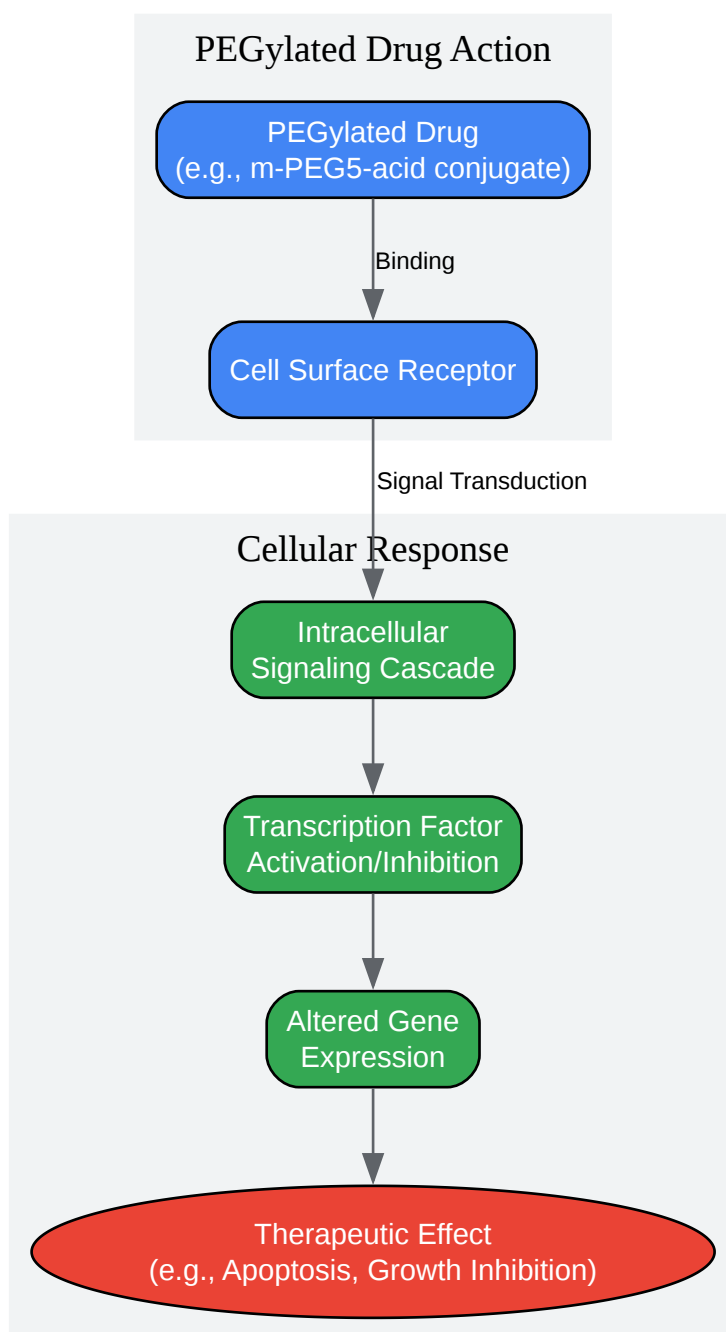 PEGylated Drug Action
PEGylated Drug
(e.g., m-PEG5-acid conjugate)
Binding
Cell Surface Receptor
Signal Transduction
Cellular Response
Intracellular
Signaling Cascade
Transcription Factor
Activation/Inhibition
Altered Gene
Expression
Therapeutic Effect
(e.g., Apoptosis, Growth Inhibition)